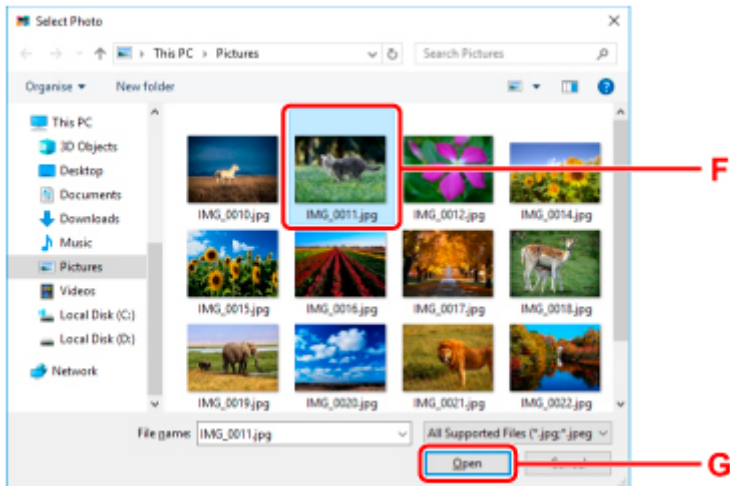 Select Photo
This PC > Pictures
Search Pictures
Organise
New folder
This PC
3D Objects
Desktop
Documents
Downloads
Music
Pictures
Videos
Local Disk (C:)
Local Disk (D:)
Network
IMG_0010.jpg
IMG_0011.jpg
IMG_0012.jpg
IMG_0014.jpg
F
IMG_0015.jpg
IMG_0016.jpg
IMG_0017.jpg
IMG_0018.jpg
IMG_0019.jpg
IMG_0020.jpg
IMG_0021.jpg
IMG_0022.jpg
File name: IMG_0011.jpg
All Supported Files (*.jpg;*.jpeg
Open
G